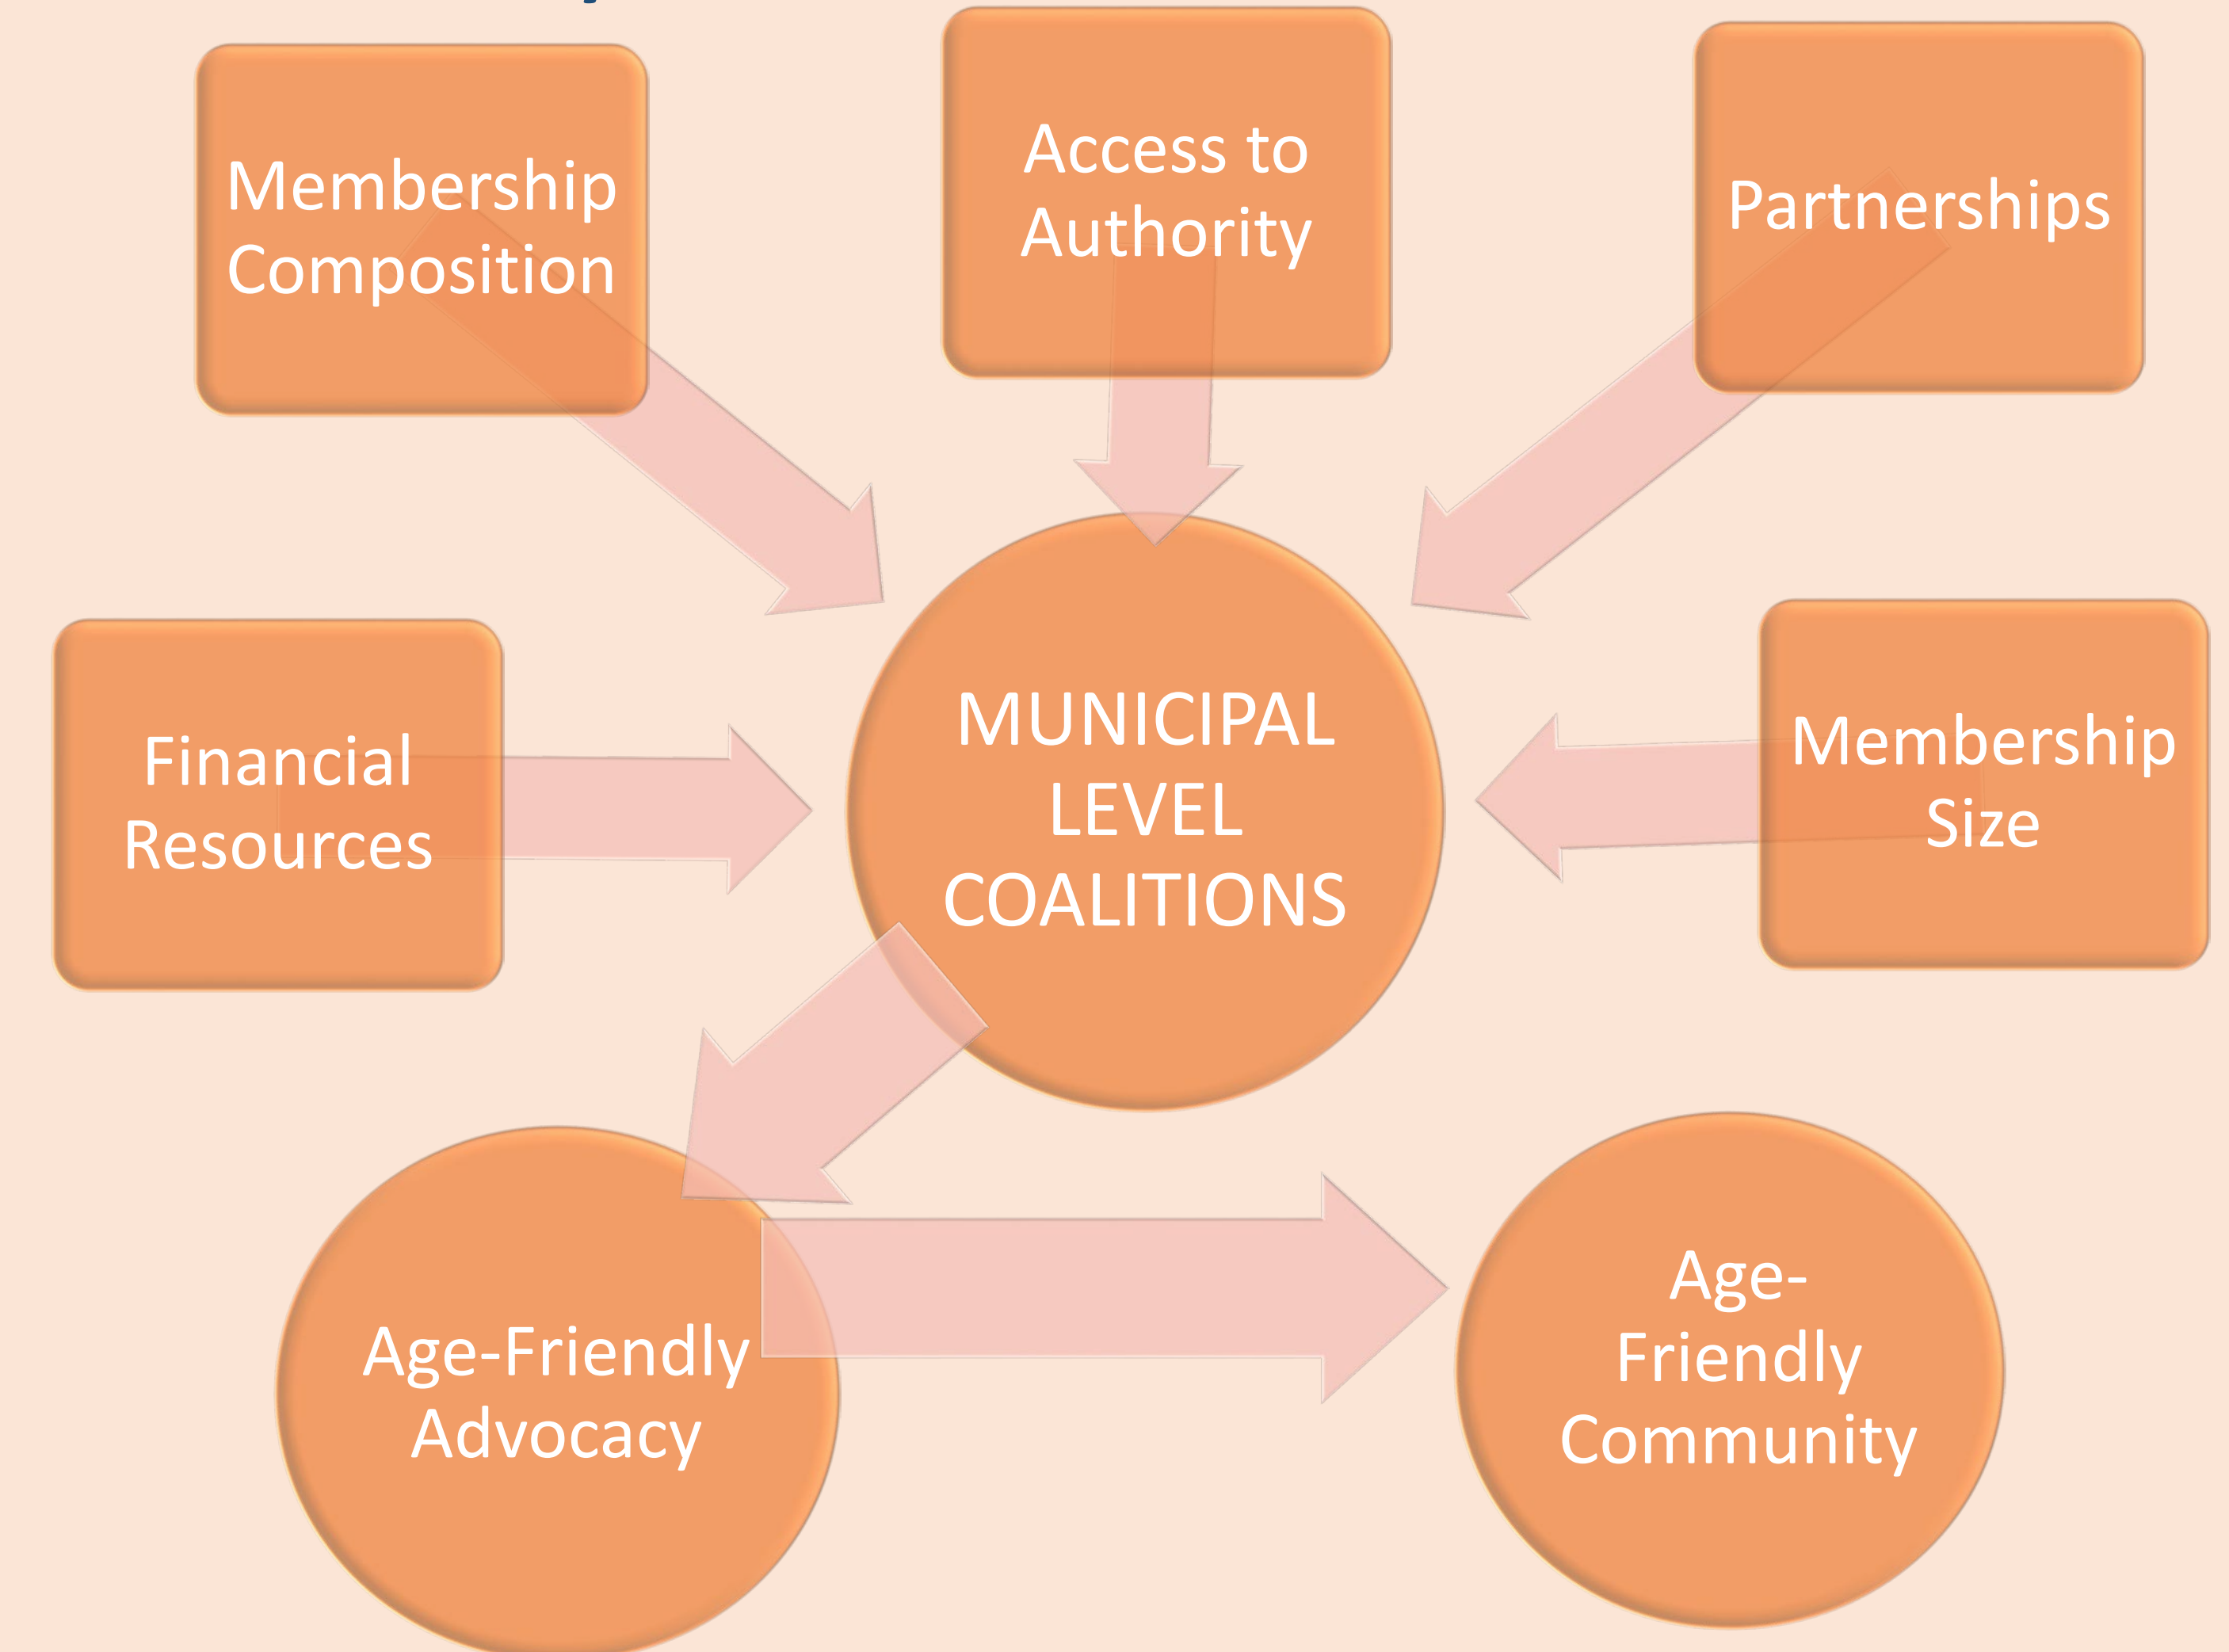 Membership
Composition
Access to
Authority
Partnerships
Financial
Resources
MUNICIPAL
LEVEL
COALITIONS
Membership
Size
Age-Friendly
Advocacy
Age-
Friendly
Community